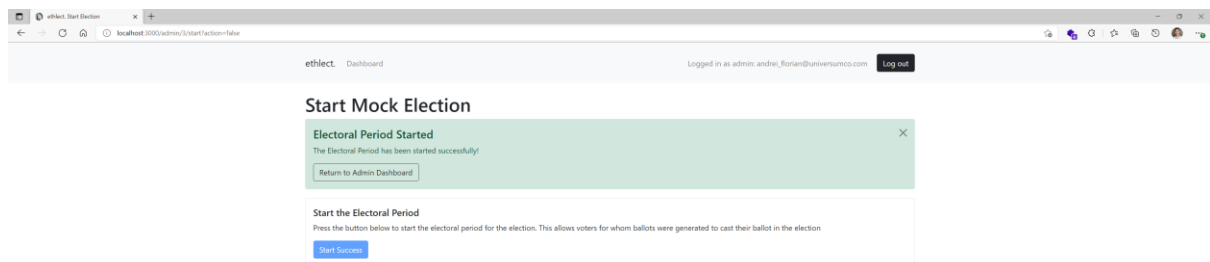 ethlect. Start Election
localhost:3000/admin/3/start?action=false
ethlect. Dashboard Logged in as admin: andrei_florian@universumco.com Log out
Start Mock Election
Electoral Period Started
The Electoral Period has been started successfully!
Return to Admin Dashboard
Start the Electoral Period
Press the button below to start the electoral period for the election. This allows voters for whom ballots were generated to cast their ballot in the election
Start Success